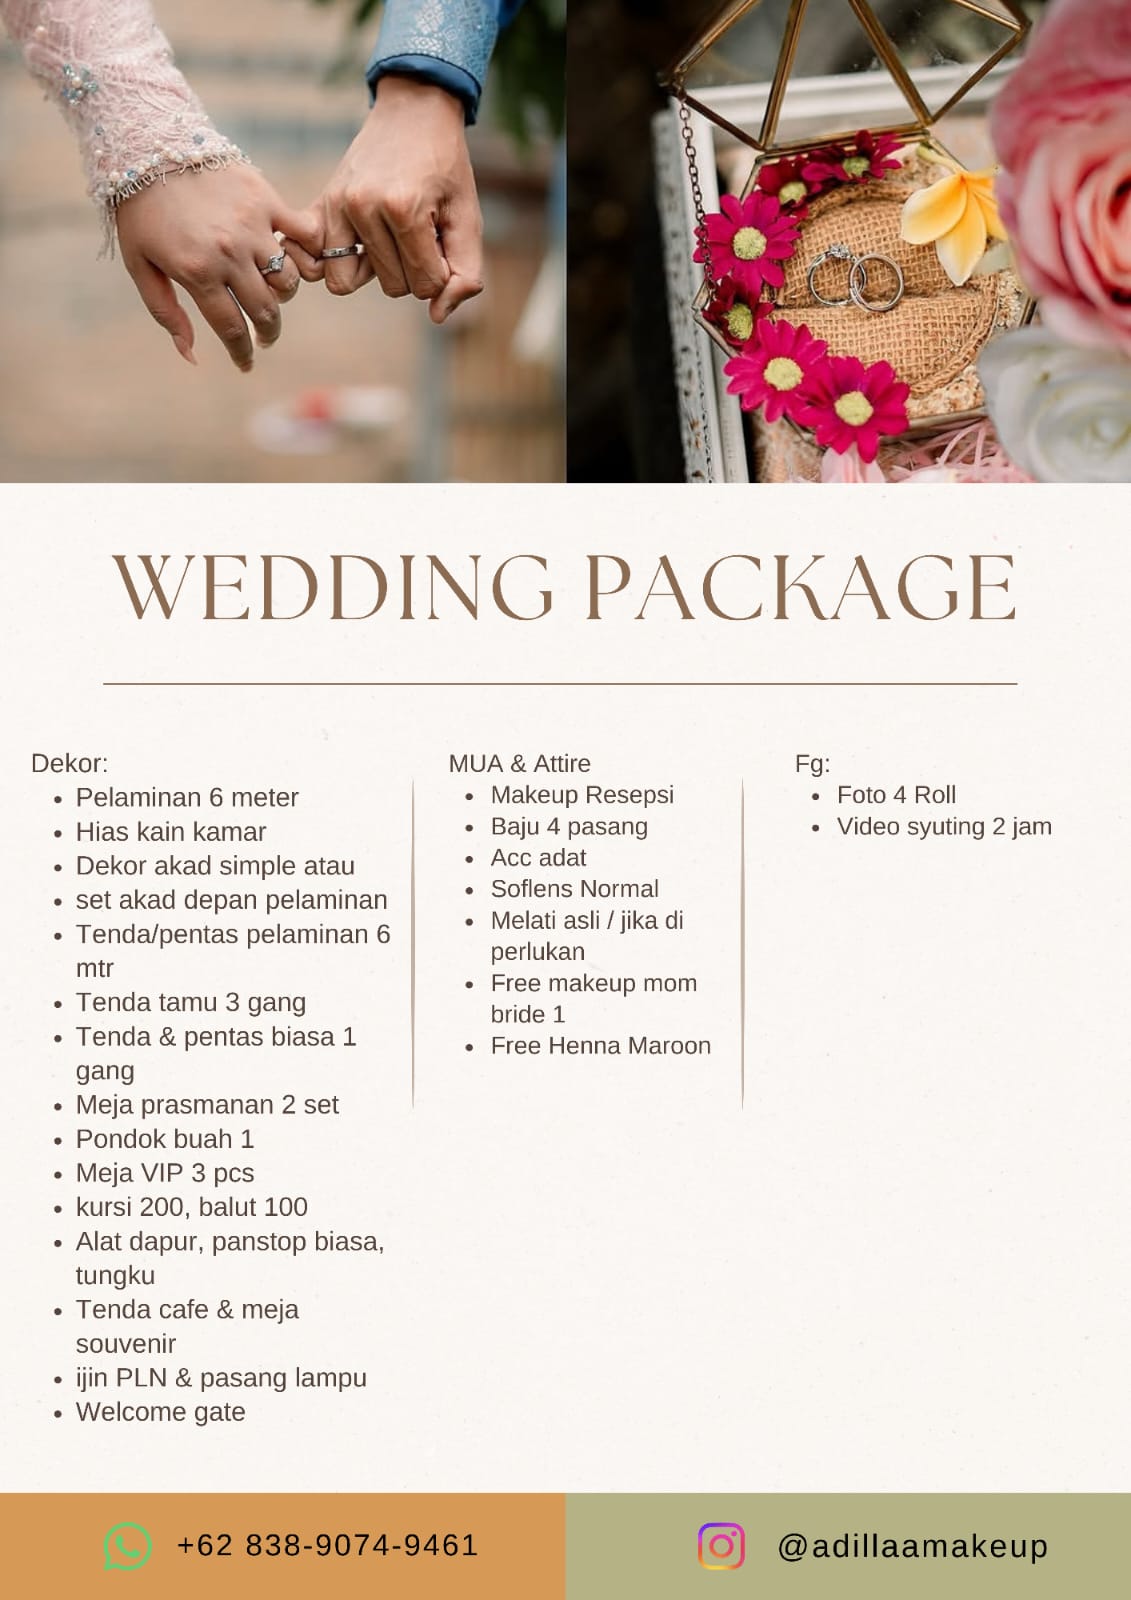 WEDDING PACKAGE
Dekor:
• Pelaminan 6 meter
• Hias kain kamar
• Dekor akad simple atau
• set akad depan pelaminan
• Tenda/pentas pelaminan 6
mtr
• Tenda tamu 3 gang
• Tenda & pentas biasa 1
gang
• Meja prasmanan 2 set
• Pondok buah 1
• Meja VIP 3 pcs
• kursi 200, balut 100
• Alat dapur, panstop biasa,
tungku
• Tenda cafe & meja
souvenir
• ijin PLN & pasang lampu
• Welcome gate
MUA & Attire
• Makeup Resepsi
• Baju 4 pasang
• Acc adat
• Soflens Normal
• Melati asli / jika di
perlukan
• Free makeup mom
bride 1
• Free Henna Maroon
Fg:
• Foto 4 Roll
• Video syuting 2 jam
+62 838-9074-9461
@adillaamakeup